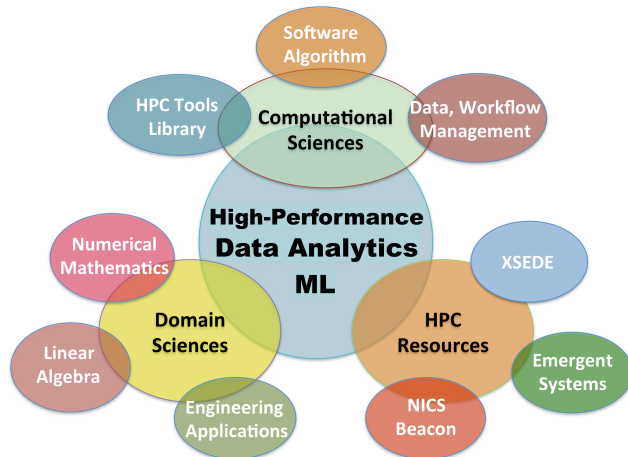 Software
Algorithm
HPC Tools
Library
Computational
Sciences
Data, Workflow
Management
High-Performance
Data Analytics
ML
Numerical
Mathematics
XSEDE
Domain
Sciences
HPC
Resources
Linear
Algebra
Emergent
Systems
Engineering
Applications
NICS
Beacon